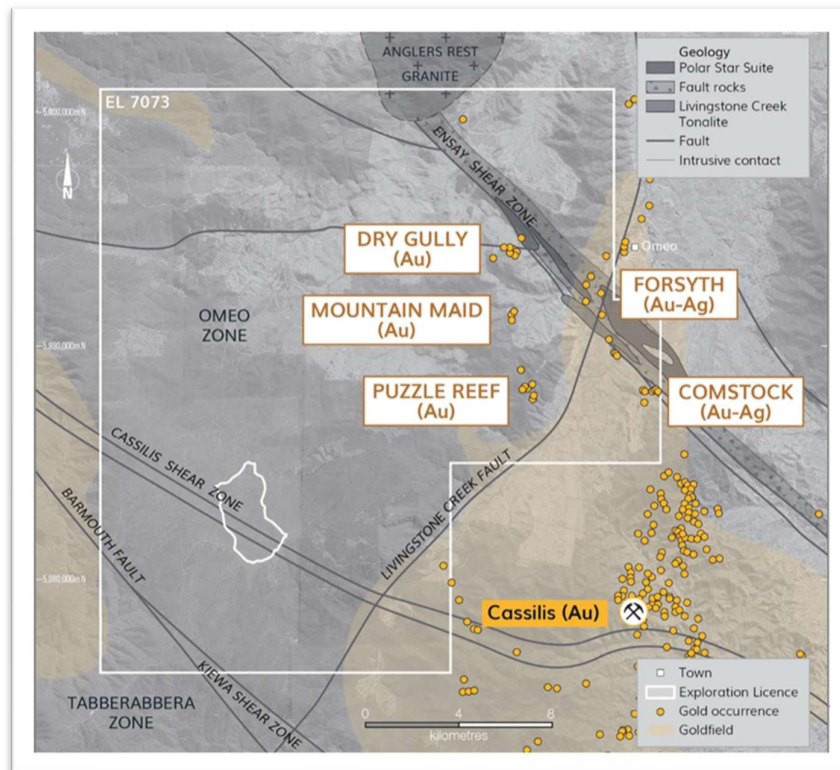 ANGLERS REST
GRANITE
Geology
Polar Star Suite
Fault rocks
Livingstone Creek
Tonalite
Fault
Intrusive contact
EL 7073
N
ENSAY SHEAR ZONE
DRY GULLY
(Au)
Omeo
FORSYTH
(Au-Ag)
OMEO
ZONE
MOUNTAIN MAID
(Au)
PUZZLE REEF
(Au)
COMSTOCK
(Au-Ag)
CASSILIS SHEAR ZONE
BARMOUTH FAULT
LIVINGSTONE CREEK FAULT
Cassilis (Au)
KIEWA SHEAR ZONE
TABBERABBERA
ZONE
0 4 8
kilometres
Town
Exploration Licence
Gold occurrence
Goldfield